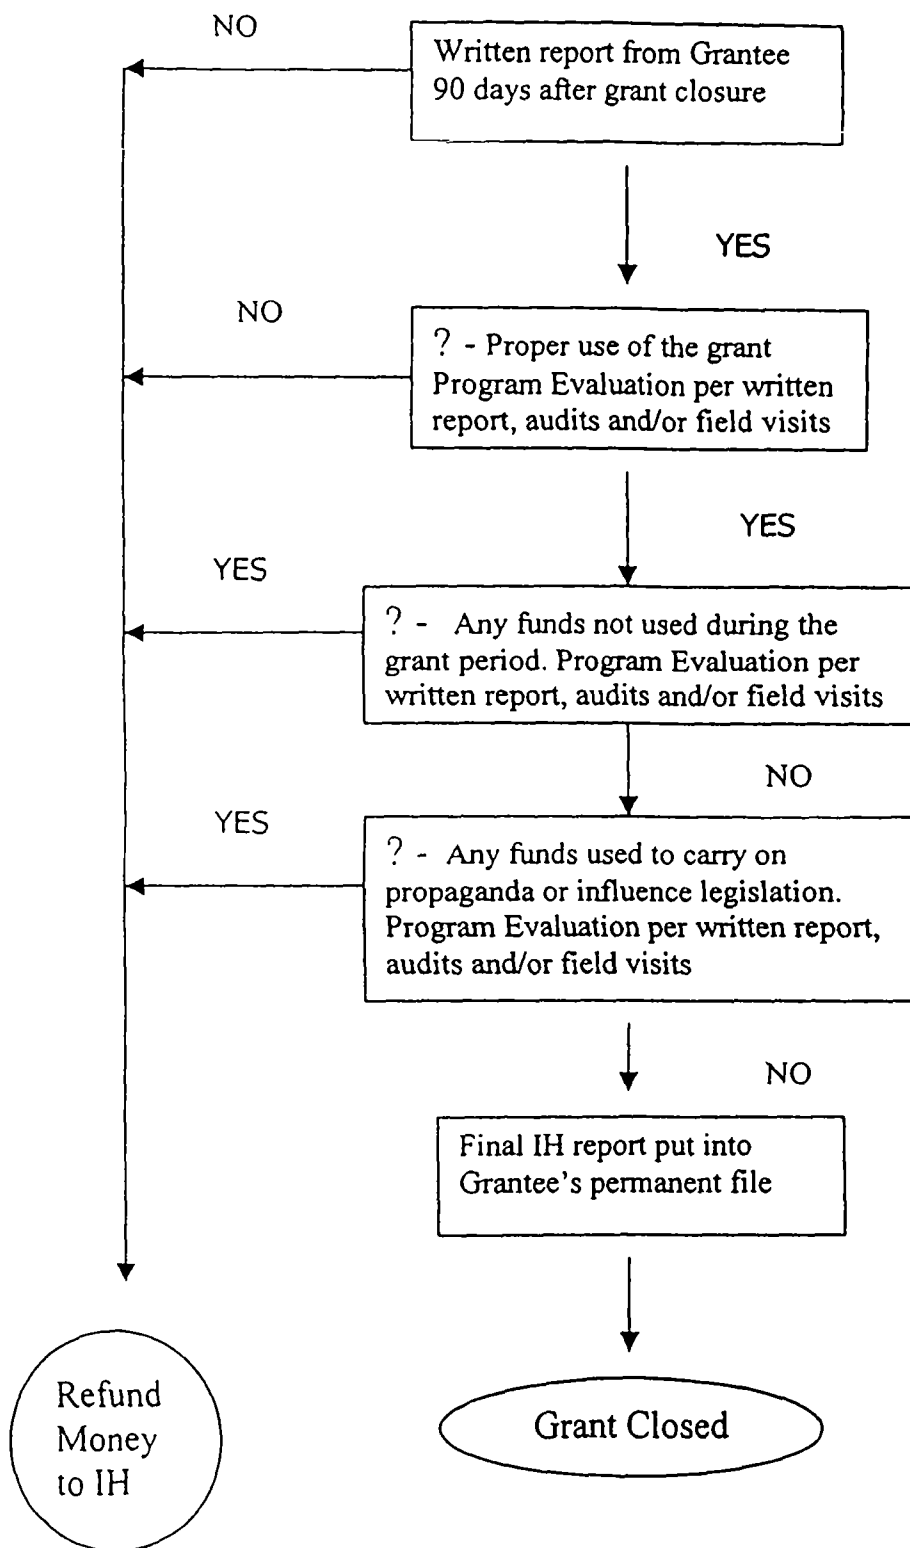 NO
Written report from Grantee
90 days after grant closure
YES
NO
? - Proper use of the grant
Program Evaluation per written
report, audits and/or field visits
YES
YES
? - Any funds not used during the
grant period. Program Evaluation per
written report, audits and/or field visits
NO
YES
? - Any funds used to carry on
propaganda or influence legislation.
Program Evaluation per written report,
audits and/or field visits
NO
Final IH report put into
Grantee's permanent file
Refund
Money
to IH
Grant Closed